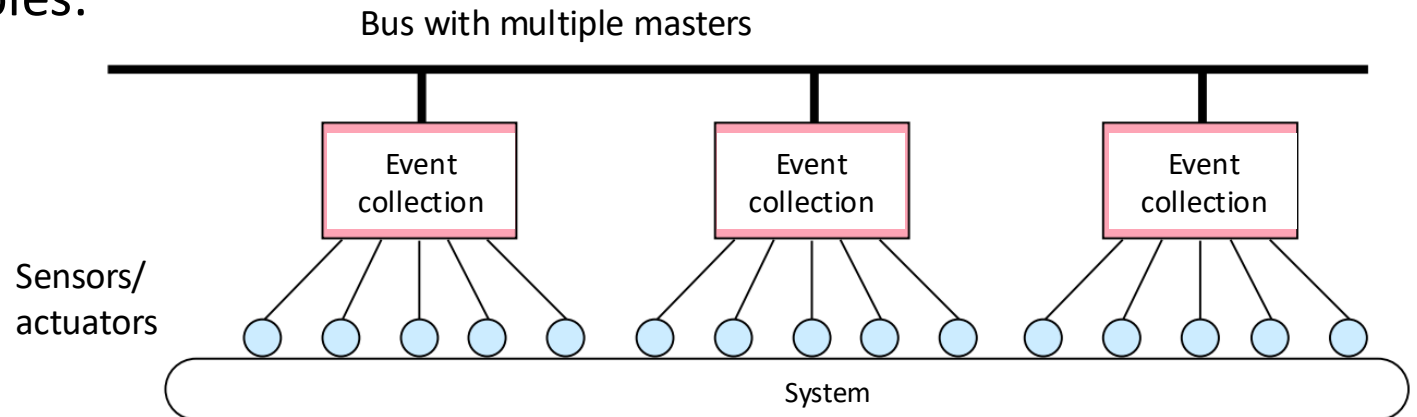 Bus with multiple masters
Event
collection
Event
collection
Event
collection
Sensors/
actuators
System